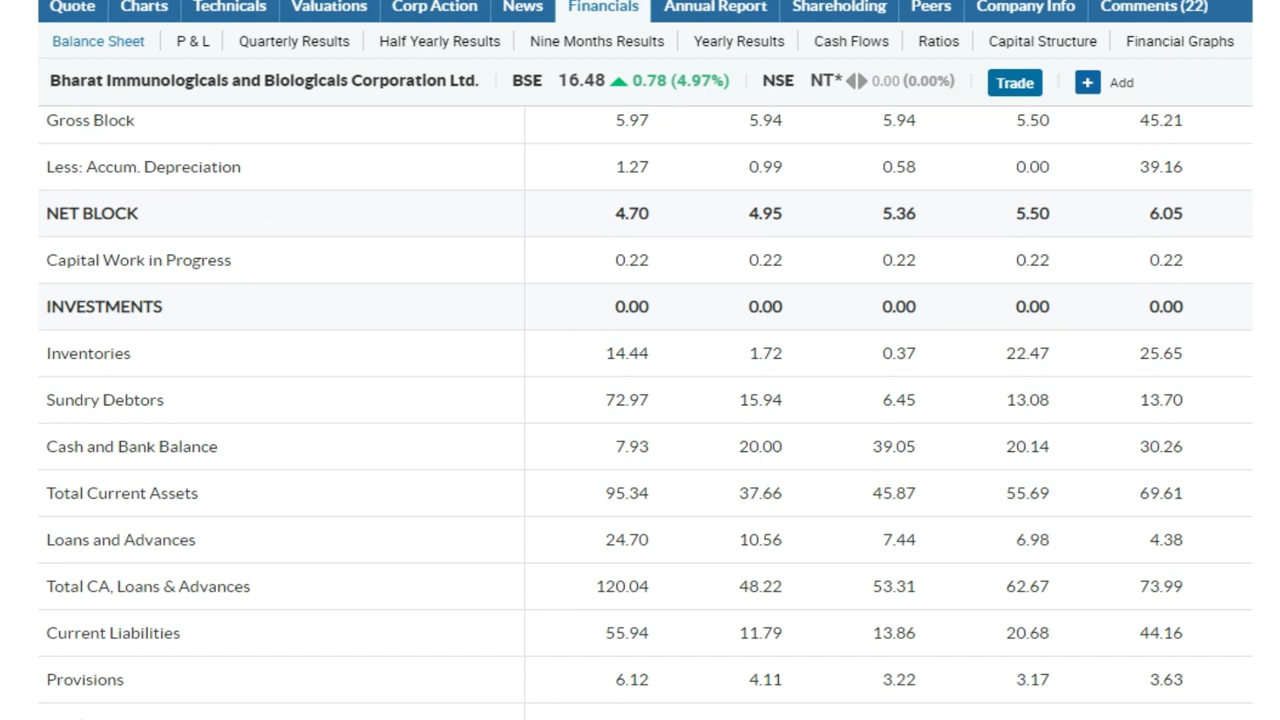 Quote Charts Technicals Valuations Corp Action News Financials Annual Report Shareholding Peers Company Info Comments (22)
Balance Sheet P & L Quarterly Results Half Yearly Results Nine Months Results Yearly Results Cash Flows Ratios Capital Structure Financial Graphs
Bharat Immunologicals and Biologicals Corporation Ltd. BSE 16.48 0.78 (4.97%) NSE NT* 0.00 (0.00%) Trade + Add
Gross Block 5.97 5.94 5.94 5.50 45.21
Less: Accum. Depreciation 1.27 0.99 0.58 0.00 39.16
NET BLOCK 4.70 4.95 5.36 5.50 6.05
Capital Work in Progress 0.22 0.22 0.22 0.22 0.22
INVESTMENTS 0.00 0.00 0.00 0.00 0.00
Inventories 14.44 1.72 0.37 22.47 25.65
Sundry Debtors 72.97 15.94 6.45 13.08 13.70
Cash and Bank Balance 7.93 20.00 39.05 20.14 30.26
Total Current Assets 95.34 37.66 45.87 55.69 69.61
Loans and Advances 24.70 10.56 7.44 6.98 4.38
Total CA, Loans & Advances 120.04 48.22 53.31 62.67 73.99
Current Liabilities 55.94 11.79 13.86 20.68 44.16
Provisions 6.12 4.11 3.22 3.17 3.63